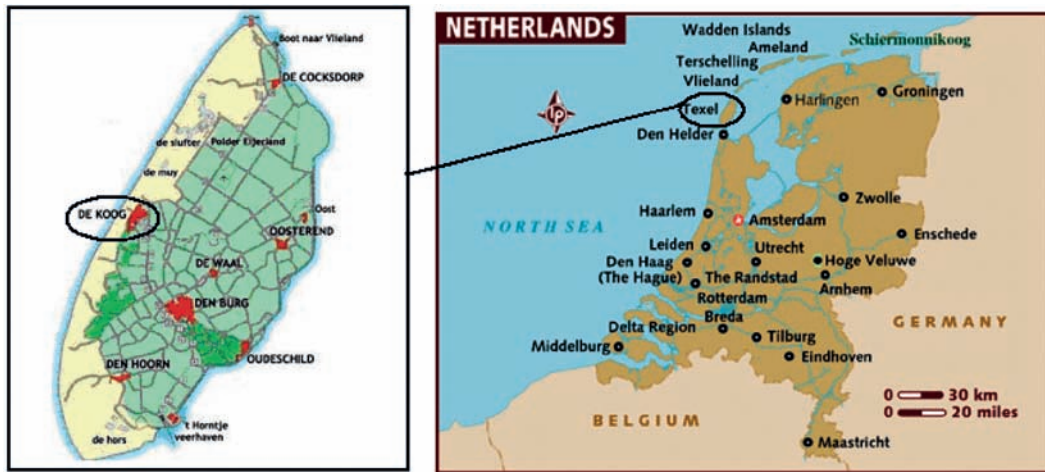 Boot naar Vlieland
DE COCKSDORP
Polder Eijerland
de slufter
de muy
DE KOOG
Oost
OOSTEREND
DE WAAL
DEN BURG
OUDESCHILD
DEN HOORN
't Horntje
veerhaven
de hors
NETHERLANDS
Wadden Islands
Ameland
Schiermonnikoog
Terschelling
Vlieland
Texel
Harlingen
Groningen
lp
Den Helder
Zwolle
Haarlem
Amsterdam
NORTH SEA
Enschede
Leiden
Utrecht
Den Haag
(The Hague)
Hoge Veluwe
The Randstad
Arnhem
Rotterdam
Breda
Delta Region
Tilburg
GERMANY
Middelburg
Eindhoven
0 30 km
0 20 miles
BELGIUM
Maastricht